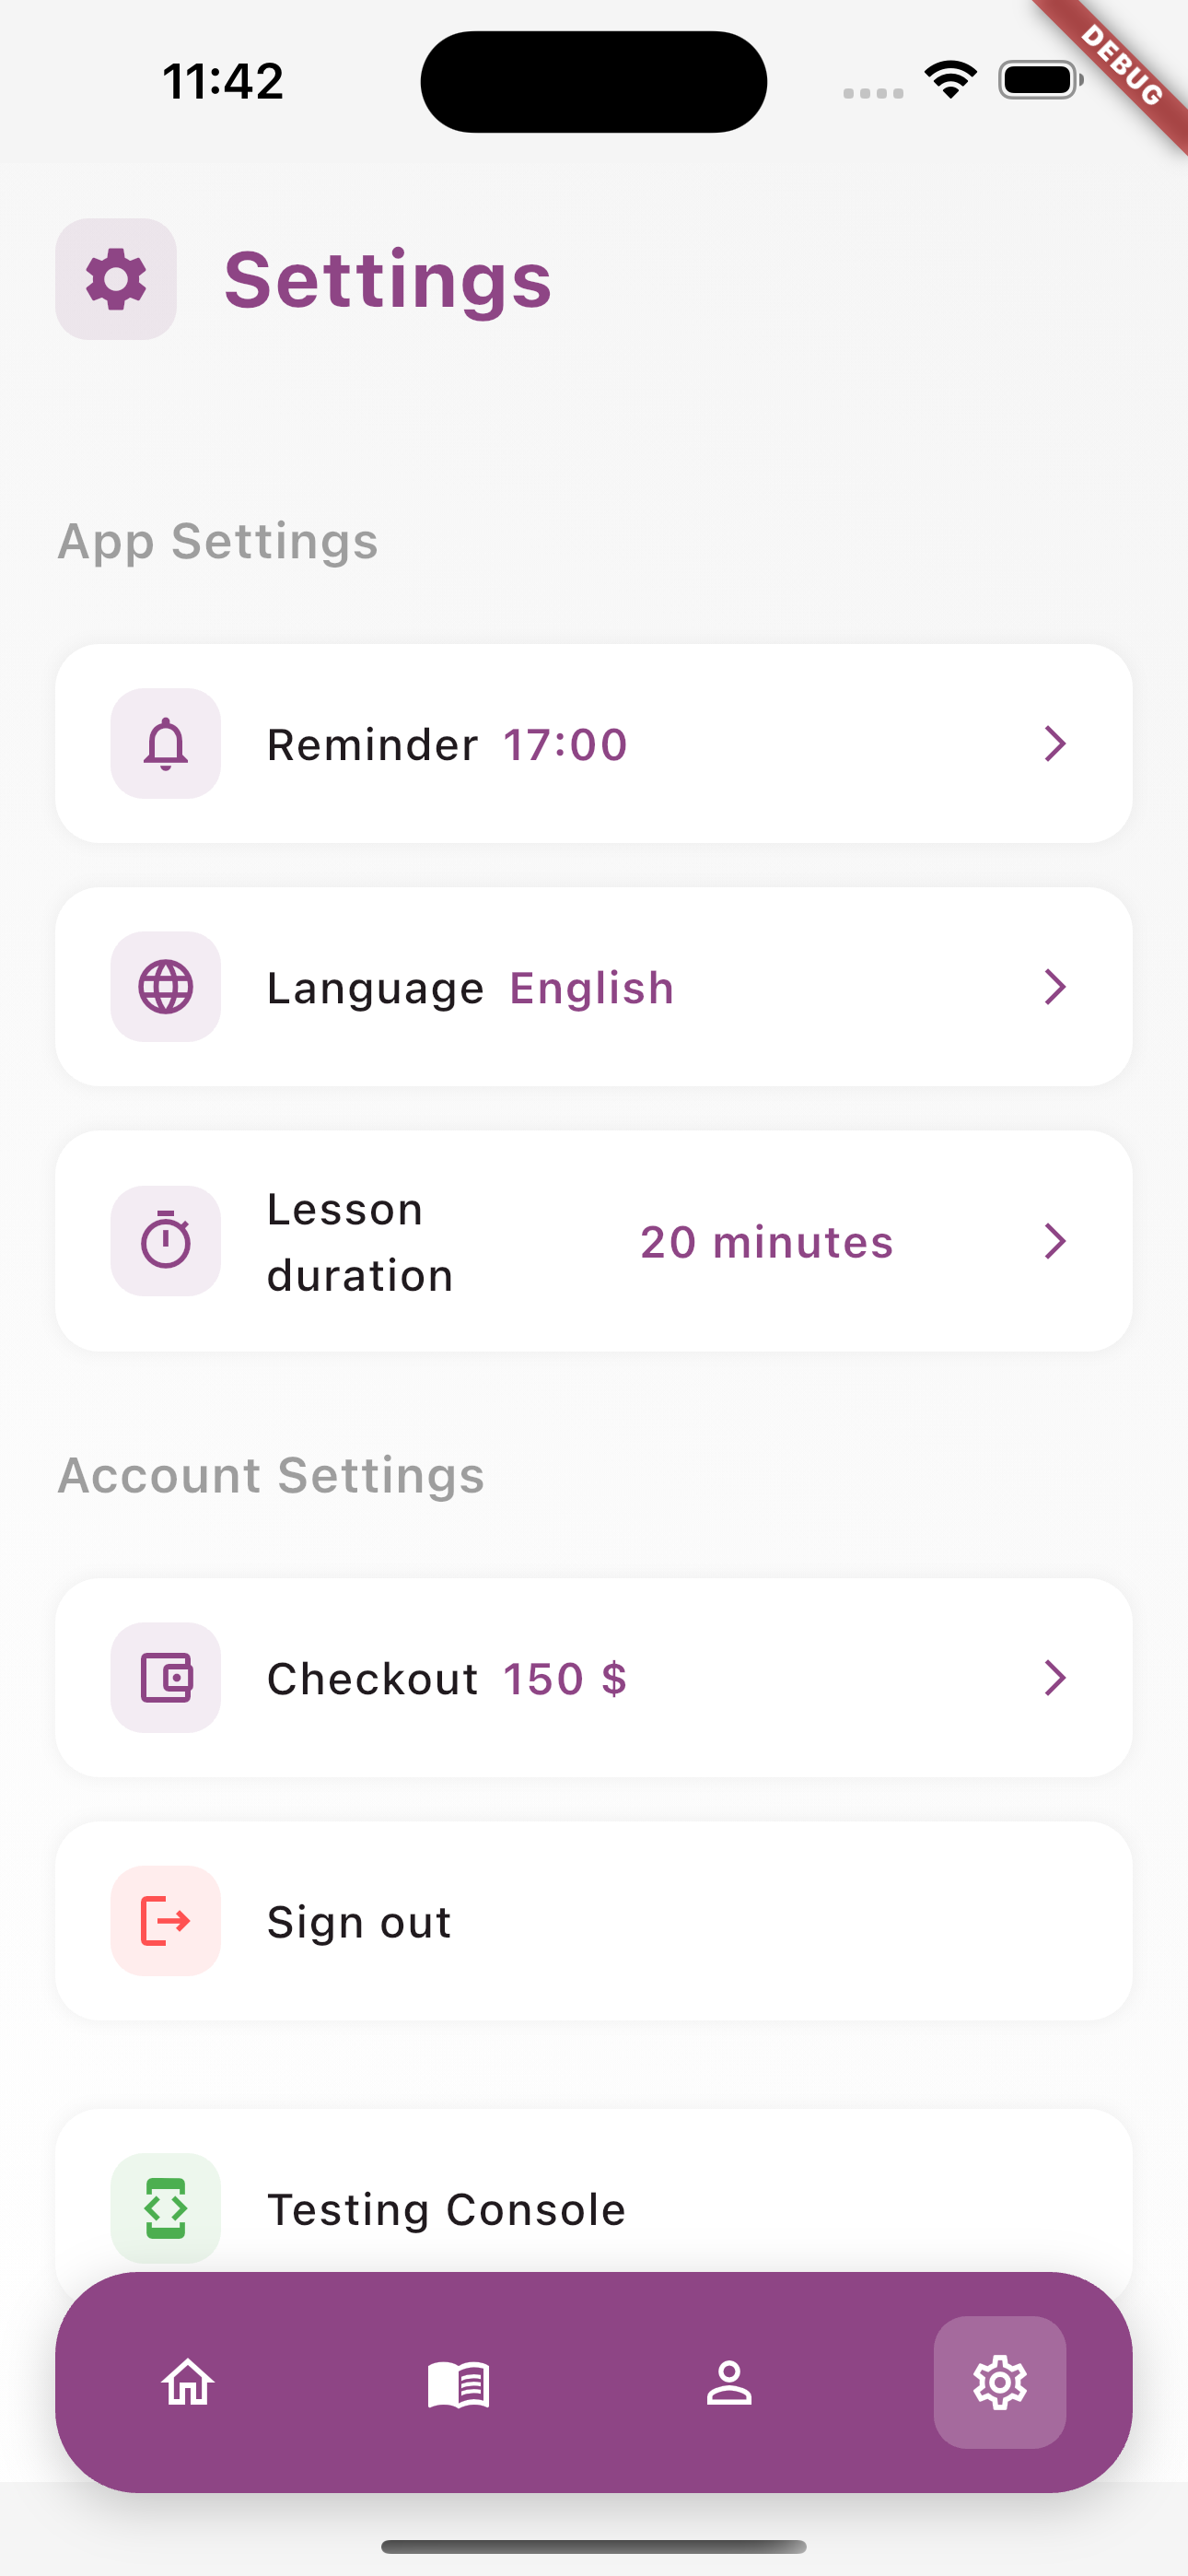 11:42
DEBUG
Settings
App Settings
Reminder 17:00
Language English
Lesson
duration
20 minutes
Account Settings
Checkout 150 $
Sign out
Testing Console